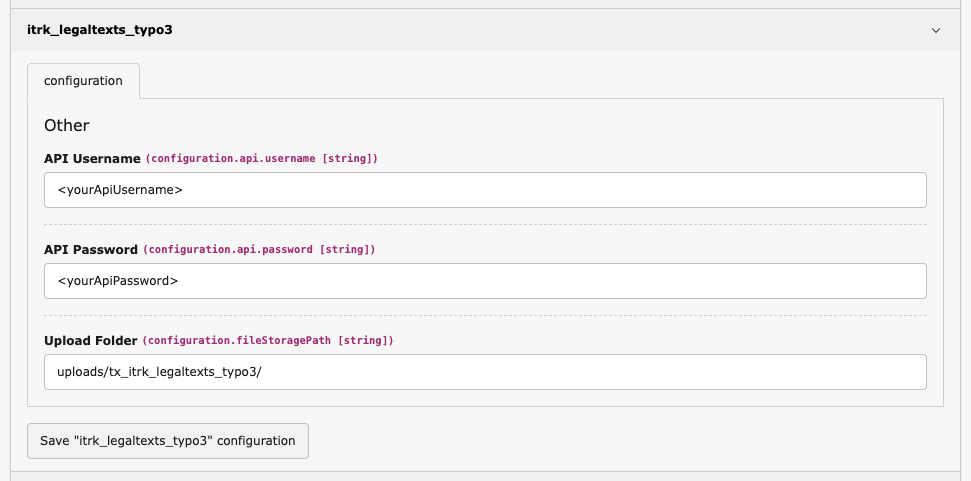 itrk_legaltexts_typo3
configuration
Other
API Username (configuration.api.username [string])
<yourApiUsername>
API Password (configuration.api.password [string])
<yourApiPassword>
Upload Folder (configuration.fileStoragePath [string])
uploads/tx_itrk_legaltexts_typo3/
Save "itrk_legaltexts_typo3" configuration